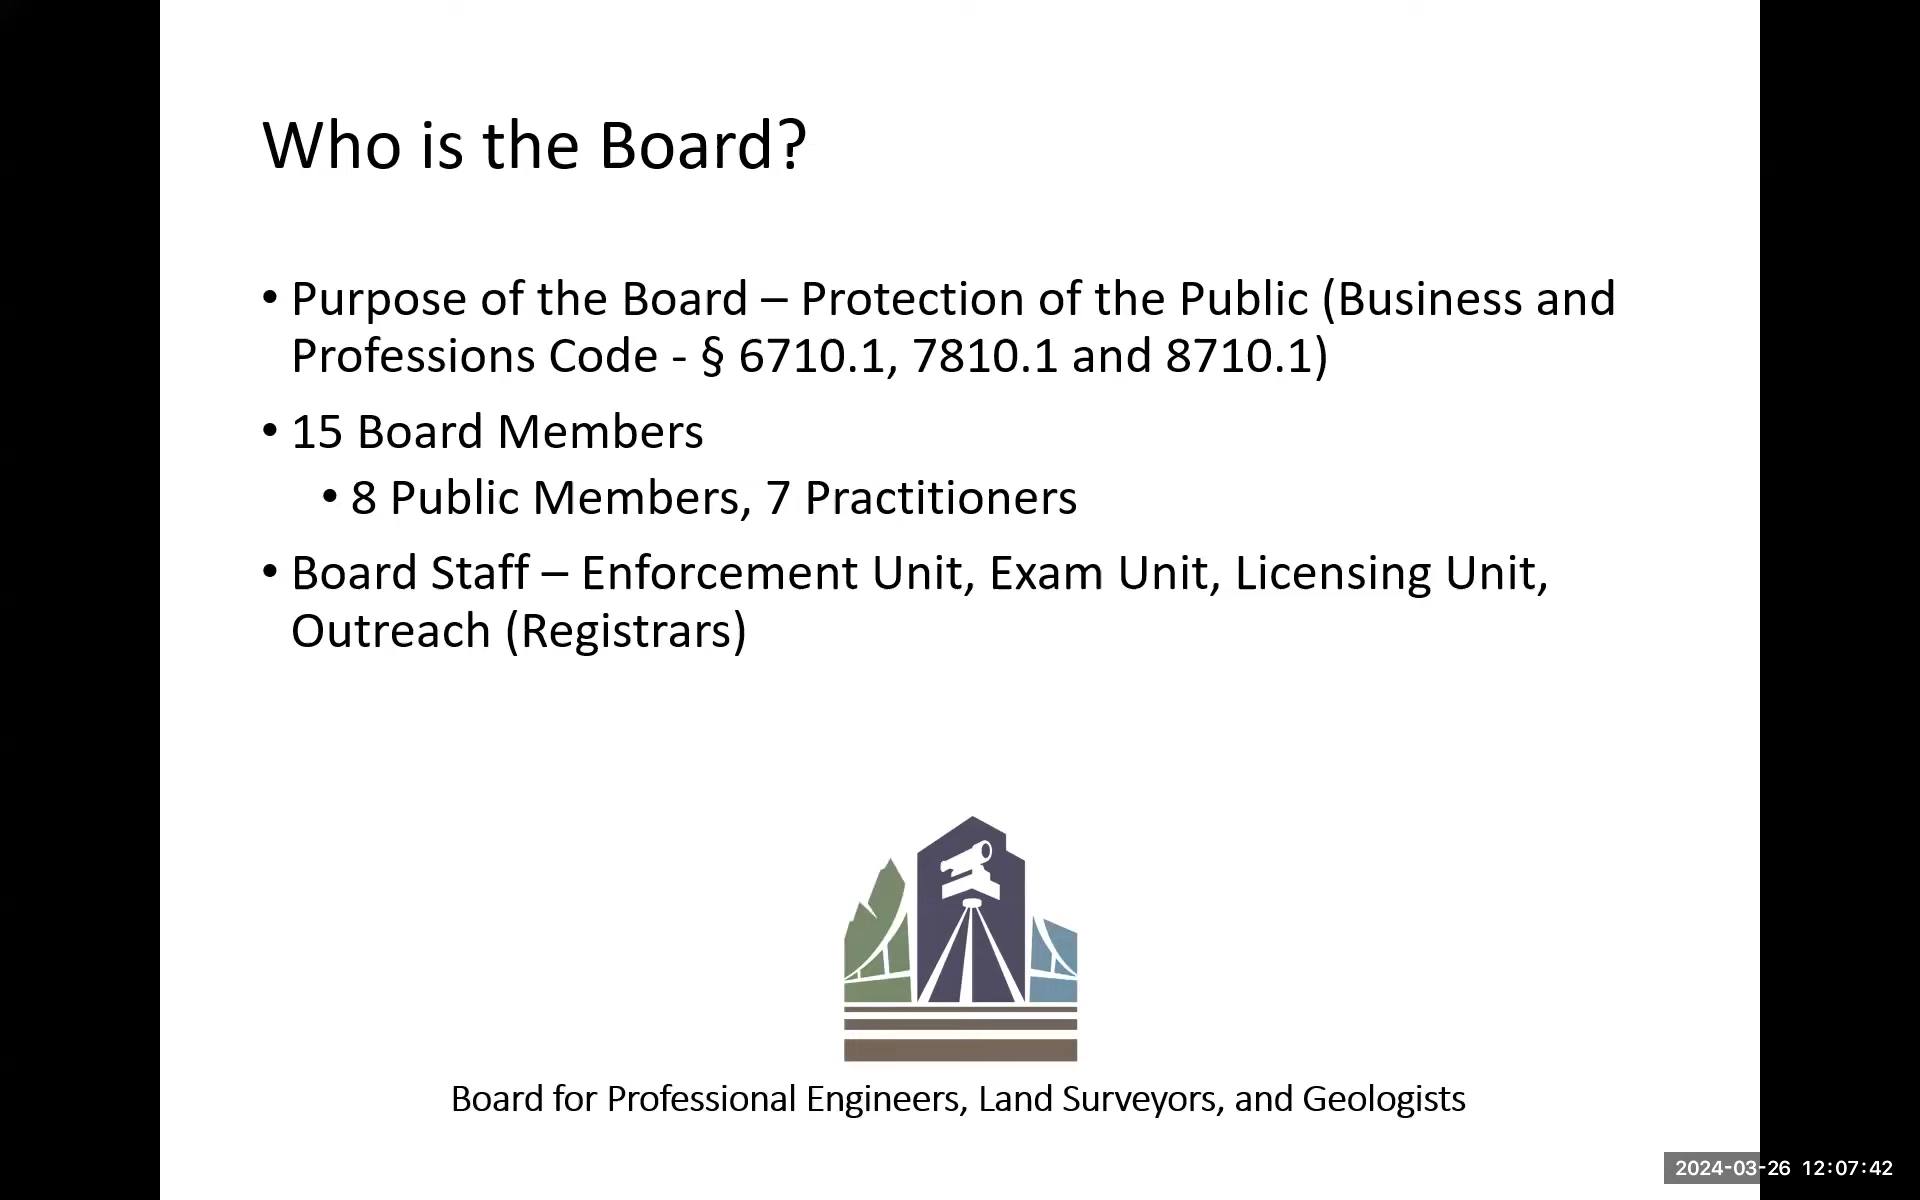 Who is the Board?
• Purpose of the Board – Protection of the Public (Business and
Professions Code - § 6710.1, 7810.1 and 8710.1)
• 15 Board Members
• 8 Public Members, 7 Practitioners
• Board Staff – Enforcement Unit, Exam Unit, Licensing Unit,
Outreach (Registrars)
Board for Professional Engineers, Land Surveyors, and Geologists
2024-03-26 12:07:42